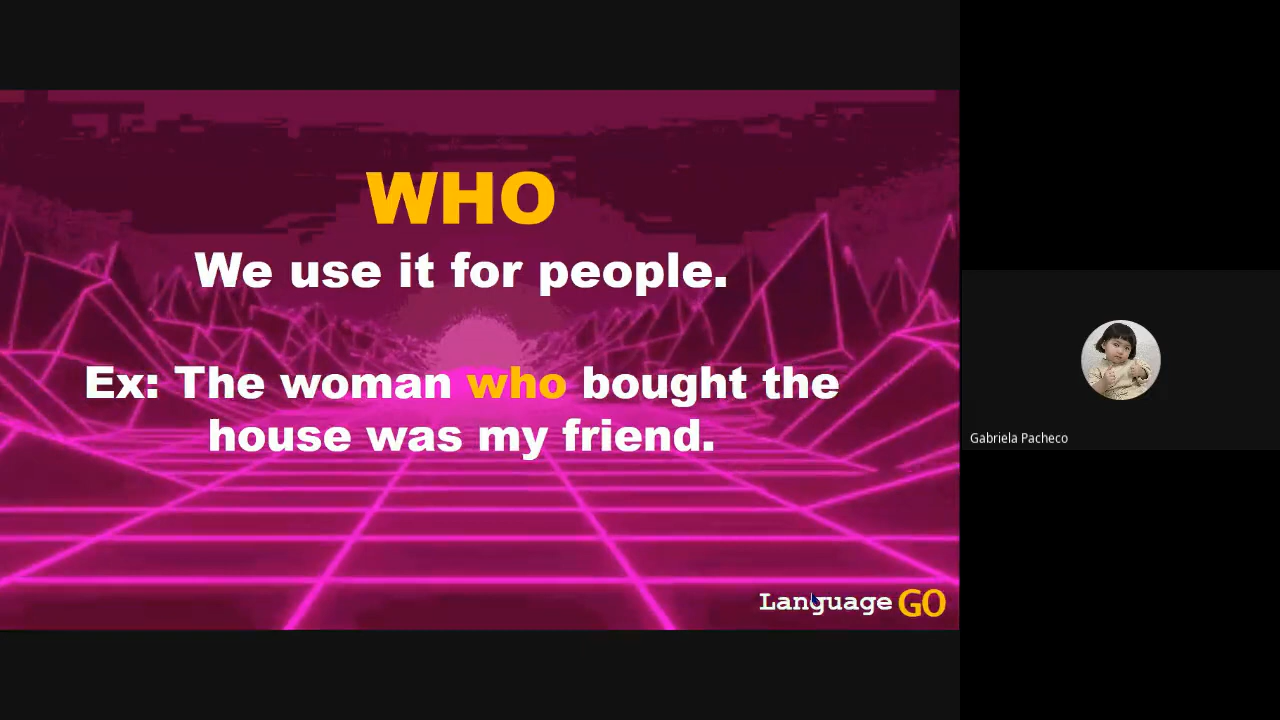 WHO
We use it for people.
Ex: The woman who bought the
house was my friend.
Language GO
Gabriela Pacheco